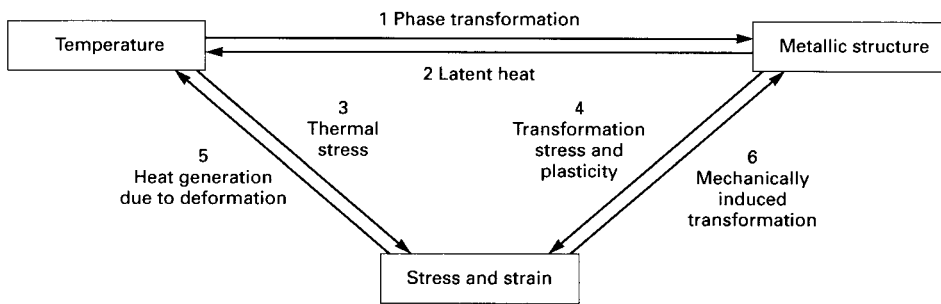 1 Phase transformation
Temperature
Metallic structure
2 Latent heat
3
Thermal
stress
4
Transformation
stress and
plasticity
5
Heat generation
due to deformation
6
Mechanically
induced
transformation
Stress and strain